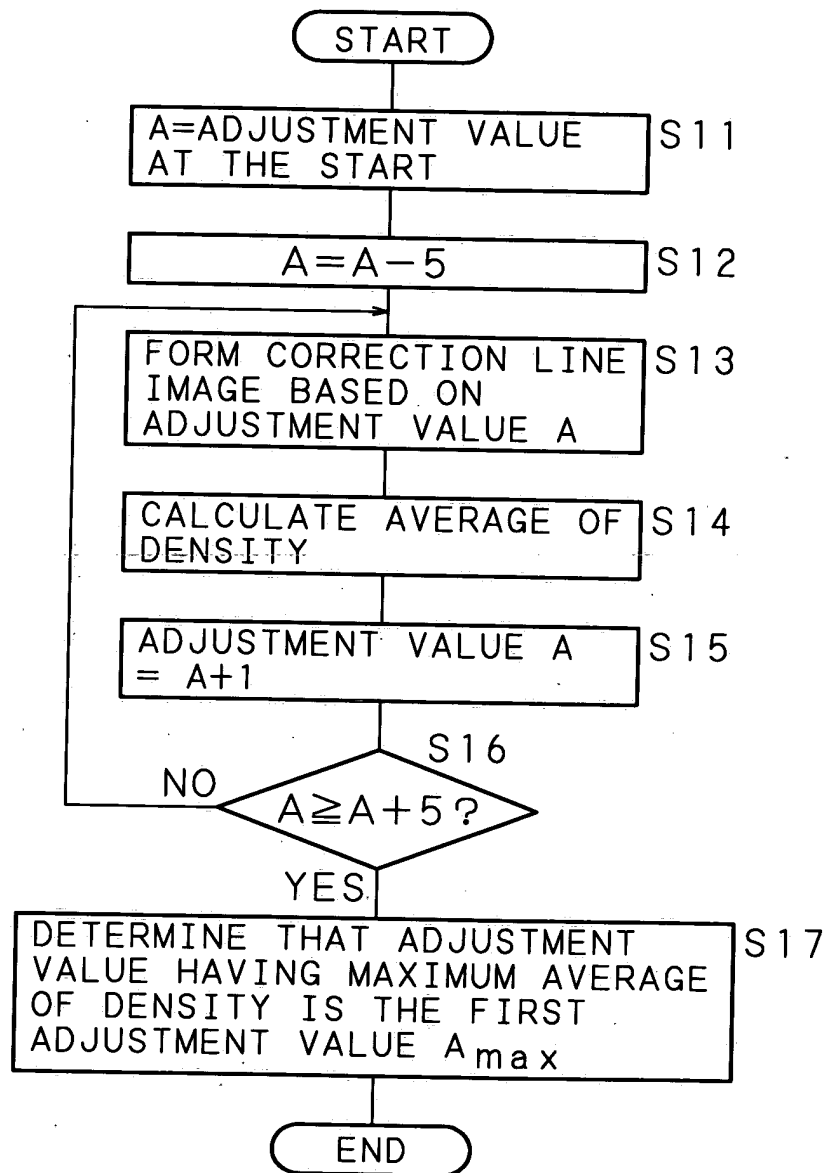 START
A=ADJUSTMENT VALUE
AT THE START
S11
A=A-5
S12
FORM CORRECTION LINE
IMAGE BASED ON
ADJUSTMENT VALUE A
S13
CALCULATE AVERAGE OF
DENSITY
S14
ADJUSTMENT VALUE A
= A+1
S15
S16
NO
A≧A+5?
YES
DETERMINE THAT ADJUSTMENT
VALUE HAVING MAXIMUM AVERAGE
OF DENSITY IS THE FIRST
ADJUSTMENT VALUE Amax
S17
END